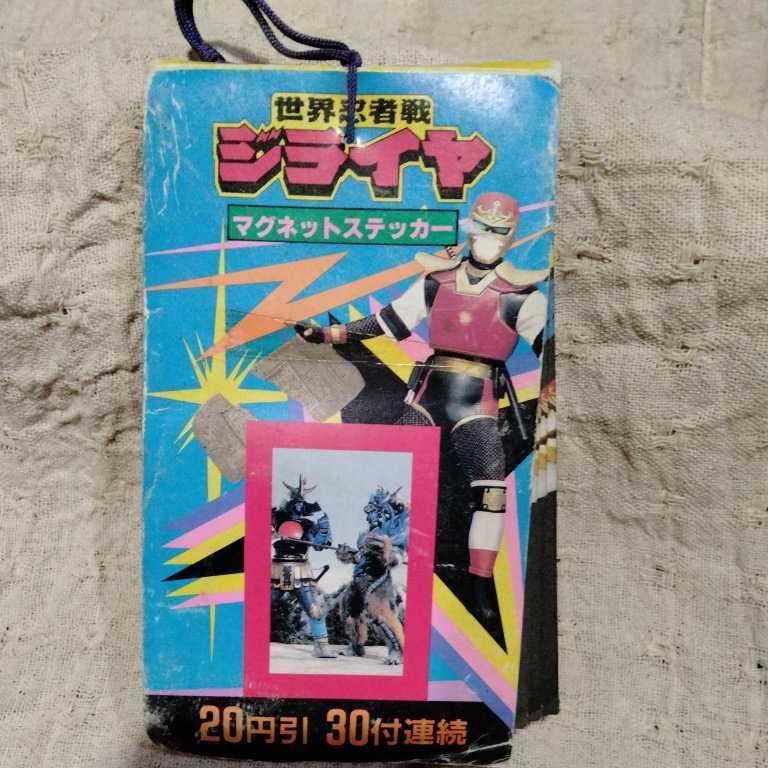 世界忍者戦
ジライヤ
マグネットステッカー
20円引 30付連続